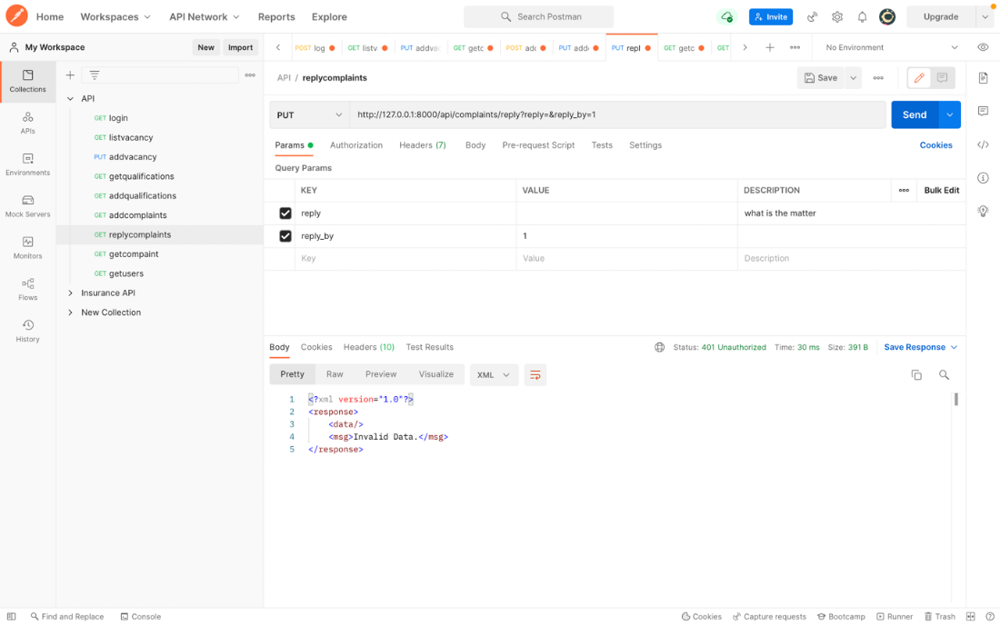 Home Workspaces API Network Reports Explore Search Postman Invite Upgrade
My Workspace New Import POST log GET listv PUT addva GET getc POST adc PUT adde PUT repl GET getc GET No Environment
Collections
APIs
Environments
Mock Servers
Monitors
Flows
History
API
GET login
GET listvacancy
PUT addvacancy
GET getqualifications
GET addqualifications
GET addcomplaints
GET replycomplaints
GET getcompaint
GET getusers
Insurance API
New Collection
API / replycomplaints Save
PUT http://127.0.0.1:8000/api/complaints/reply?reply=&reply_by=1 Send
Params Authorization Headers (7) Body Pre-request Script Tests Settings Cookies
Query Params
KEY VALUE DESCRIPTION Bulk Edit
reply what is the matter
reply_by 1
Key Value Description
Body Cookies Headers (10) Test Results Status: 401 Unauthorized Time: 30 ms Size: 391 B Save Response
Pretty Raw Preview Visualize XML
1 <?xml version="1.0"?>
2 <response>
3 <data/>
4 <msg>Invalid Data.</msg>
5 </response>
Find and Replace Console Cookies Capture requests Bootcamp Runner Trash